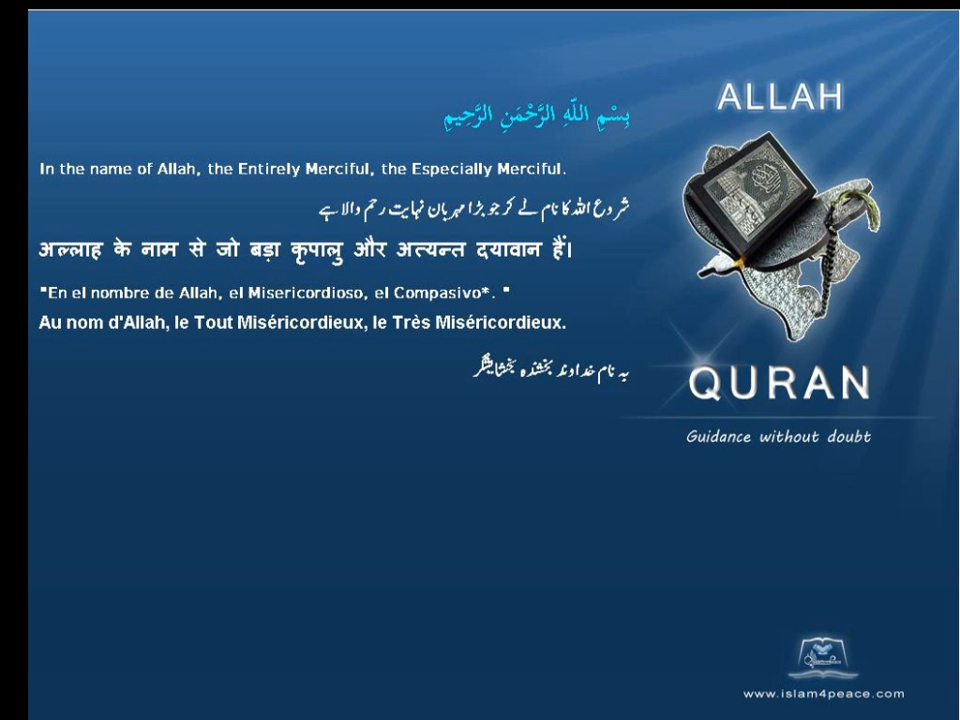 بِسْمِ اللّهِ الرَّحْمَنِ الرَّحِيمِ
In the name of Allah, the Entirely Merciful, the Especially Merciful.
شروع الله کا نام لے کر جو بڑا مہربان نہایت رحم والا ہے
अल्लाह के नाम से जो बड़ा कृपालु और अत्यन्त दयावान हैं।
"En el nombre de Allah, el Misericordioso, el Compasivo*. "
Au nom d'Allah, le Tout Miséricordieux, le Très Miséricordieux.
به نام خداوند بخشنده بخشایشگر
ALLAH
QURAN
Guidance without doubt
www.islam4peace.com